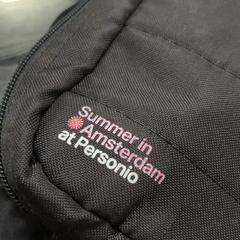 Summer in
Amsterdam
at Personio